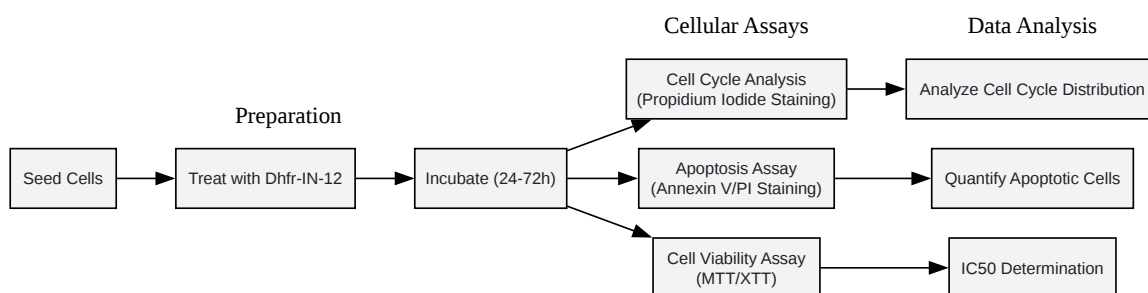 Cellular Assays
Data Analysis
Cell Cycle Analysis
(Propidium Iodide Staining)
Analyze Cell Cycle Distribution
Preparation
Seed Cells
Treat with Dhfr-IN-12
Incubate (24-72h)
Apoptosis Assay
(Annexin V/PI Staining)
Quantify Apoptotic Cells
Cell Viability Assay
(MTT/XTT)
IC50 Determination